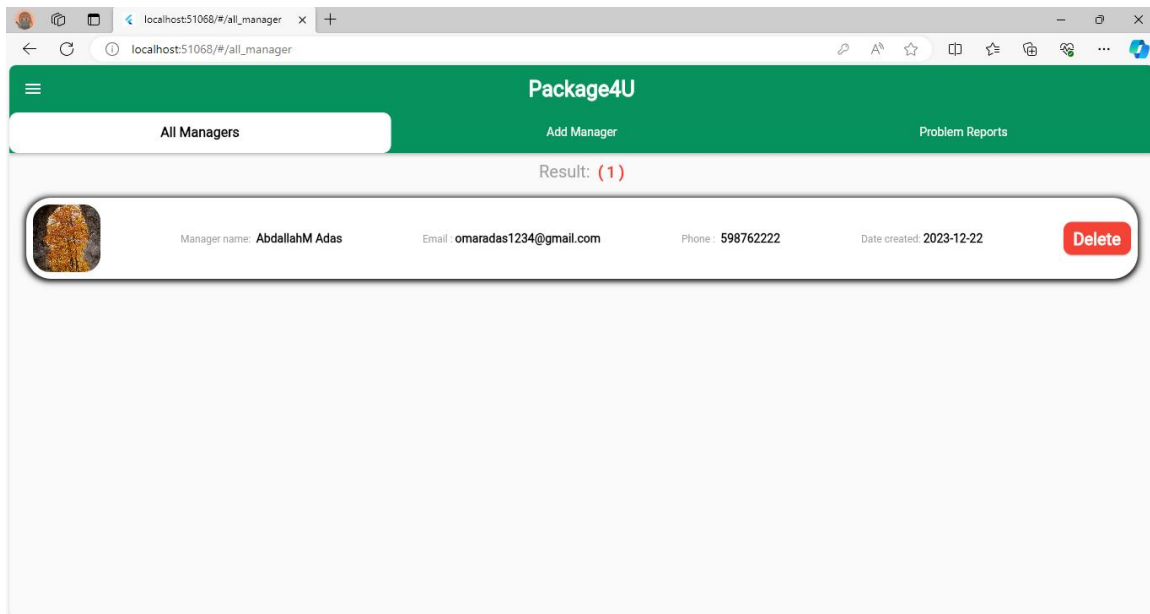 localhost:51068/#/all_manager
localhost:51068/#/all_manager
Package4U
All Managers Add Manager Problem Reports
Result: (1)
Manager name: AbdallahM Adas Email : omaradas1234@gmail.com Phone : 598762222 Date created: 2023-12-22 Delete